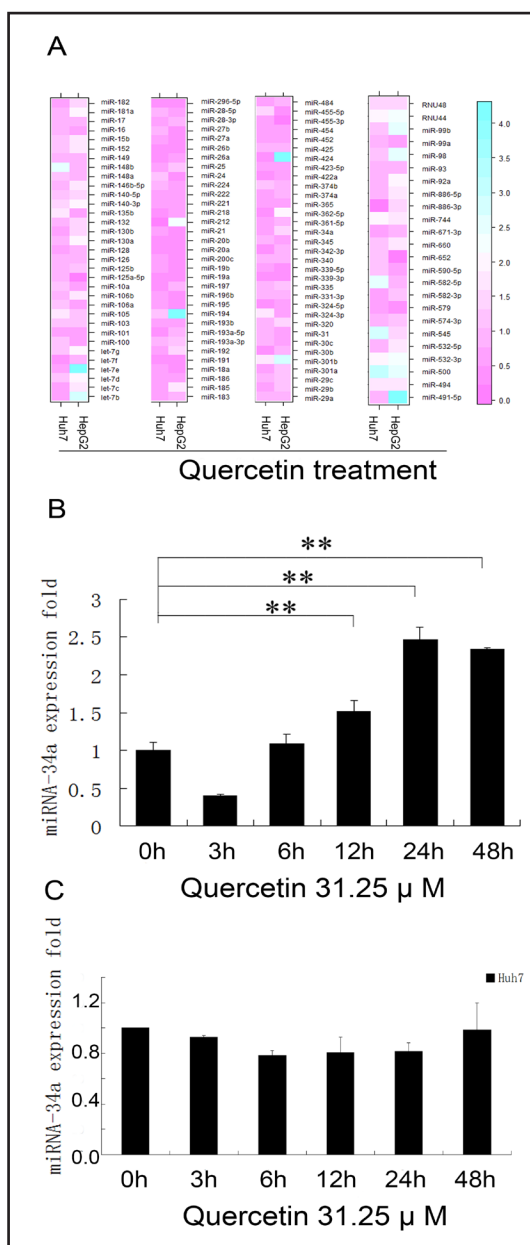 A
miR-182
miR-181a
miR-17
miR-16
miR-15b
miR-152
miR-149
miR-148b
miR-148a
miR-146b-5p
miR-140-5p
miR-140-3p
miR-135b
miR-132
miR-130b
miR-130a
miR-128
miR-126
miR-125b
miR-125a-5p
miR-10a
miR-106b
miR-106a
miR-105
miR-103
miR-101
miR-100
let-7g
let-7f
let-7e
let-7d
let-7c
let-7b
Huh7
HepG2
miR-296-5p
miR-28-5p
miR-28-3p
miR-27b
miR-27a
miR-26b
miR-26a
miR-25
miR-24
miR-224
miR-222
miR-221
miR-218
miR-212
miR-21
miR-20b
miR-20a
miR-200c
miR-19b
miR-19a
miR-197
miR-196b
miR-195
miR-194
miR-193b
miR-193a-5p
miR-193a-3p
miR-192
miR-191
miR-18a
miR-186
miR-185
miR-183
Huh7
HepG2
miR-484
miR-455-5p
miR-455-3p
miR-454
miR-452
miR-425
miR-424
miR-423-5p
miR-422a
miR-374b
miR-374a
miR-365
miR-362-5p
miR-361-5p
miR-34a
miR-345
miR-342-3p
miR-340
miR-339-5p
miR-339-3p
miR-335
miR-331-3p
miR-324-5p
miR-324-3p
miR-320
miR-31
miR-30c
miR-30b
miR-301b
miR-301a
miR-29c
miR-29b
miR-29a
Huh7
HepG2
RNU48
RNU44
miR-99b
miR-99a
miR-98
miR-93
miR-92a
miR-886-5p
miR-886-3p
miR-744
miR-671-3p
miR-660
miR-652
miR-590-5p
miR-582-5p
miR-582-3p
miR-579
miR-574-3p
miR-545
miR-532-5p
miR-532-3p
miR-500
miR-494
miR-491-5p
Huh7
HepG2
4.0
3.5
3.0
2.5
2.0
1.5
1.0
0.5
0.0
Quercetin treatment
B
**
**
**
miRNA-34a expression fold
3
2.5
2
1.5
1
0.5
0
0h 3h 6h 12h 24h 48h
Quercetin 31.25 μ M
C
Huh7
miRNA-34a expression fold
1.2
0.8
0.4
0.0
0h 3h 6h 12h 24h 48h
Quercetin 31.25 μ M